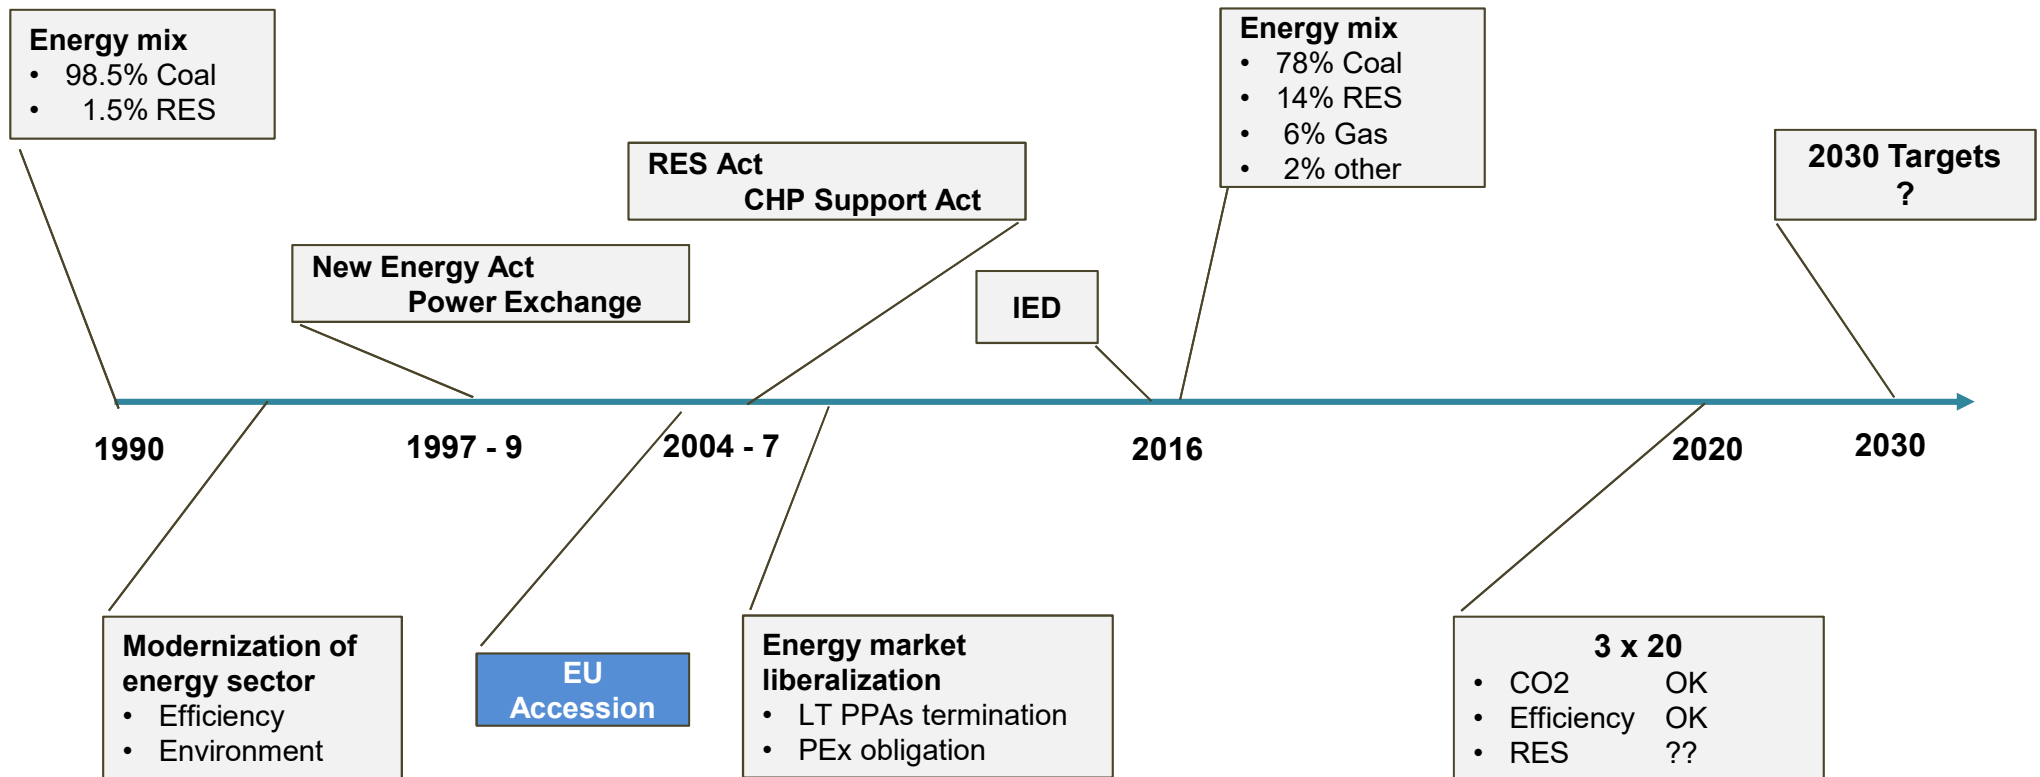 Energy mix
• 98.5% Coal
• 1.5% RES
Energy mix
• 78% Coal
• 14% RES
• 6% Gas
• 2% other
RES Act
CHP Support Act
2030 Targets
?
New Energy Act
Power Exchange
IED
1990
1997 - 9
2004 - 7
2016
2020
2030
Modernization of
energy sector
• Efficiency
• Environment
EU
Accession
Energy market
liberalization
• LT PPAs termination
• PEx obligation
3 x 20
• CO2 OK
• Efficiency OK
• RES ??